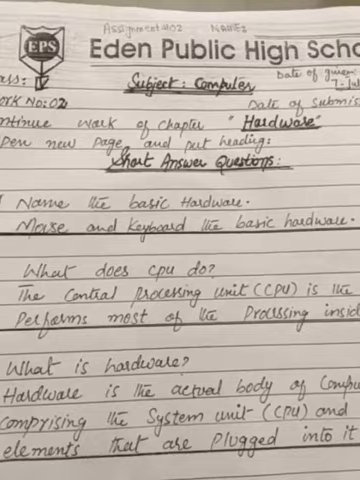 Assignment#02 NAME:
EPS Eden Public High Scho
Date of given:
ass: IV Subject: Computer 7-Jul
ork No:02 Date of Submiss
ntinue work of chapter "Hardware"
Pen new page and put heading:
Short Answer Questions:
Name the basic Hardware.
Mouse and Keyboard the basic hardware.
What does cpu do?
The Central processing unit (CPU) is the
Performs most of the Processing insid
What is hardware?
Hardware is the actual body of Compu
comprising the System unit (CPU) and
elements that are plugged into it